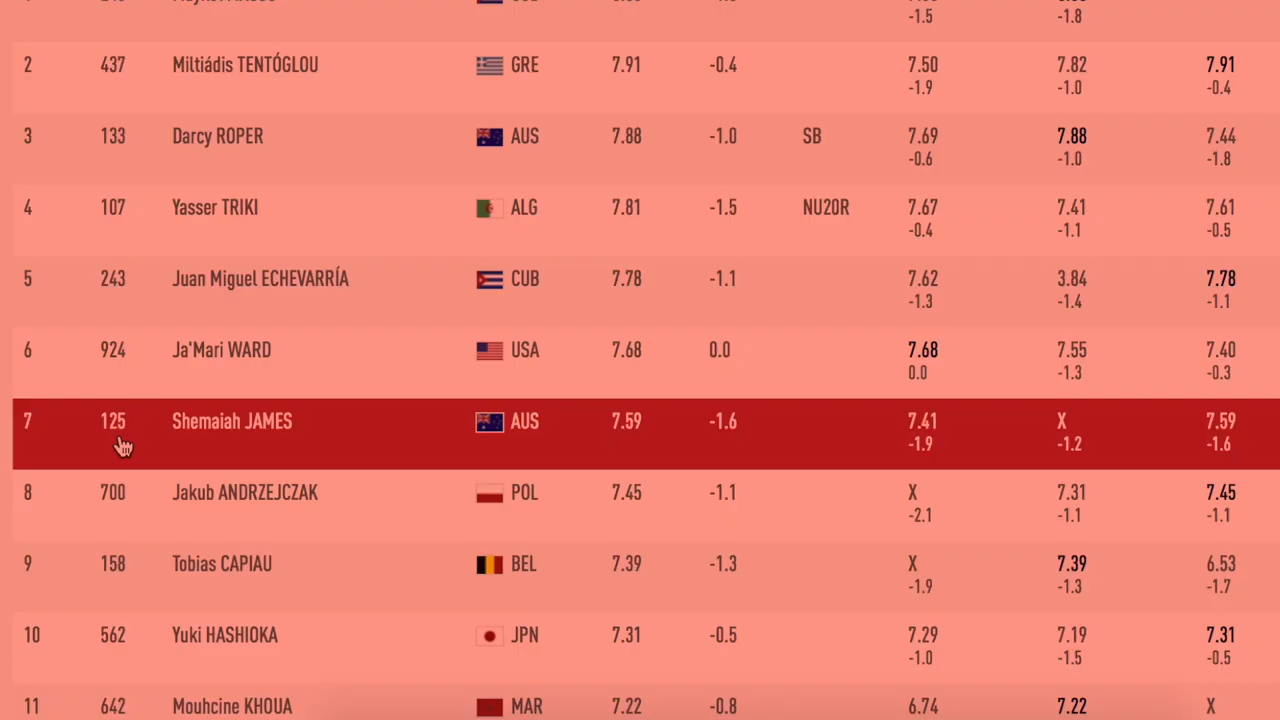 -1.5 -1.8
2 437 Miltiádis TENTÓGLOU GRE 7.91 -0.4 7.50 7.82 7.91
-1.9 -1.0 -0.4
3 133 Darcy ROPER AUS 7.88 -1.0 SB 7.69 7.88 7.44
-0.6 -1.0 -1.8
4 107 Yasser TRIKI ALG 7.81 -1.5 NU20R 7.67 7.41 7.61
-0.4 -1.1 -0.5
5 243 Juan Miguel ECHEVARRÍA CUB 7.78 -1.1 7.62 3.84 7.78
-1.3 -1.4 -1.1
6 924 Ja'Mari WARD USA 7.68 0.0 7.68 7.55 7.40
0.0 -1.3 -0.3
7 125 Shemaiah JAMES AUS 7.59 -1.6 7.41 X 7.59
-1.9 -1.2 -1.6
8 700 Jakub ANDRZEJCZAK POL 7.45 -1.1 X 7.31 7.45
-2.1 -1.1 -1.1
9 158 Tobias CAPIAU BEL 7.39 -1.3 X 7.39 6.53
-1.9 -1.3 -1.7
10 562 Yuki HASHIOKA JPN 7.31 -0.5 7.29 7.19 7.31
-1.0 -1.5 -0.5
11 642 Mouhcine KHOUA MAR 7.22 -0.8 6.74 7.22 X